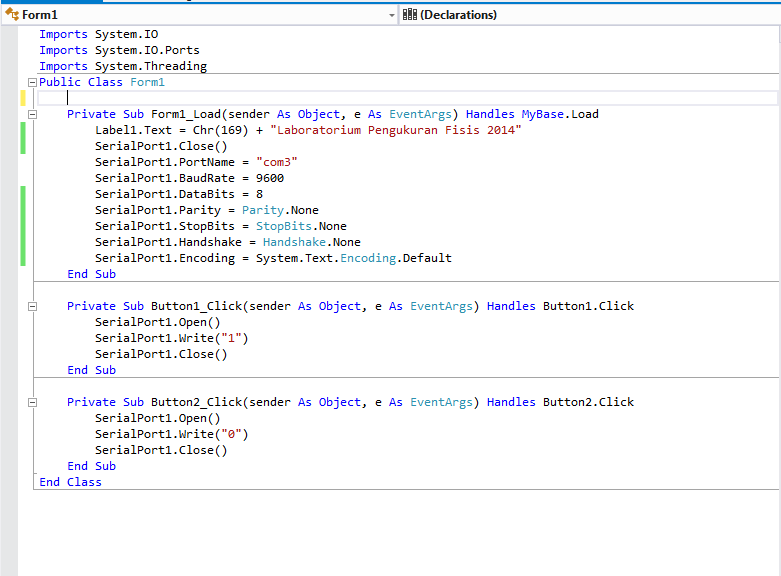 Form1
(Declarations)
Imports System.IO
Imports System.IO.Ports
Imports System.Threading
Public Class Form1
Private Sub Form1_Load(sender As Object, e As EventArgs) Handles MyBase.Load
Label1.Text = Chr(169) + "Laboratorium Pengukuran Fisis 2014"
SerialPort1.Close()
SerialPort1.PortName = "com3"
SerialPort1.BaudRate = 9600
SerialPort1.DataBits = 8
SerialPort1.Parity = Parity.None
SerialPort1.StopBits = StopBits.None
SerialPort1.Handshake = Handshake.None
SerialPort1.Encoding = System.Text.Encoding.Default
End Sub
Private Sub Button1_Click(sender As Object, e As EventArgs) Handles Button1.Click
SerialPort1.Open()
SerialPort1.Write("1")
SerialPort1.Close()
End Sub
Private Sub Button2_Click(sender As Object, e As EventArgs) Handles Button2.Click
SerialPort1.Open()
SerialPort1.Write("0")
SerialPort1.Close()
End Sub
End Class